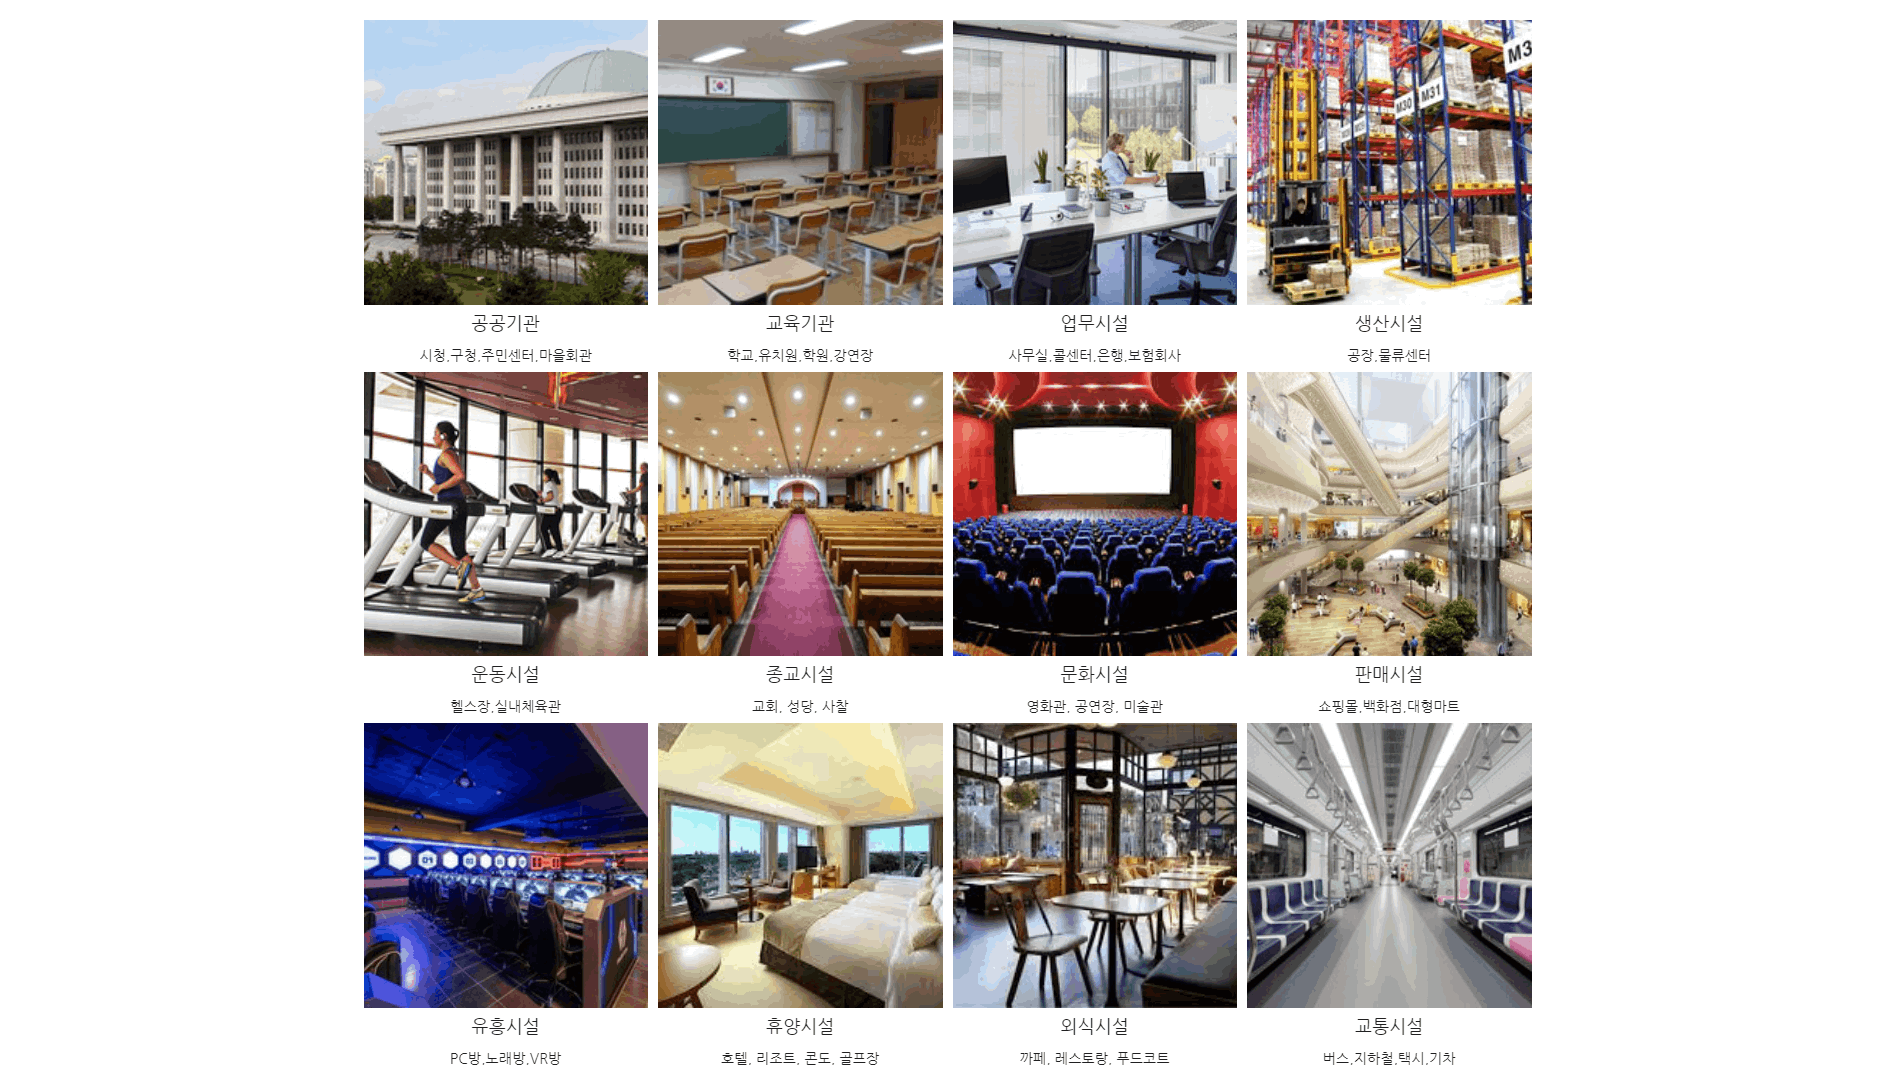 M3
M30 M31
공공기관 교육기관 업무시설 생산시설
시청,구청,주민센터,마을회관 학교,유치원,학원,강연장 사무실,콜센터,은행,보험회사 공장,물류센터
운동시설 종교시설 문화시설 판매시설
헬스장,실내체육관 교회, 성당, 사찰 영화관, 공연장, 미술관 쇼핑몰,백화점,대형마트
01
유흥시설 휴양시설 외식시설 교통시설
PC방,노래방,VR방 호텔, 리조트, 콘도, 골프장 까페, 레스토랑, 푸드코트 버스,지하철,택시,기차